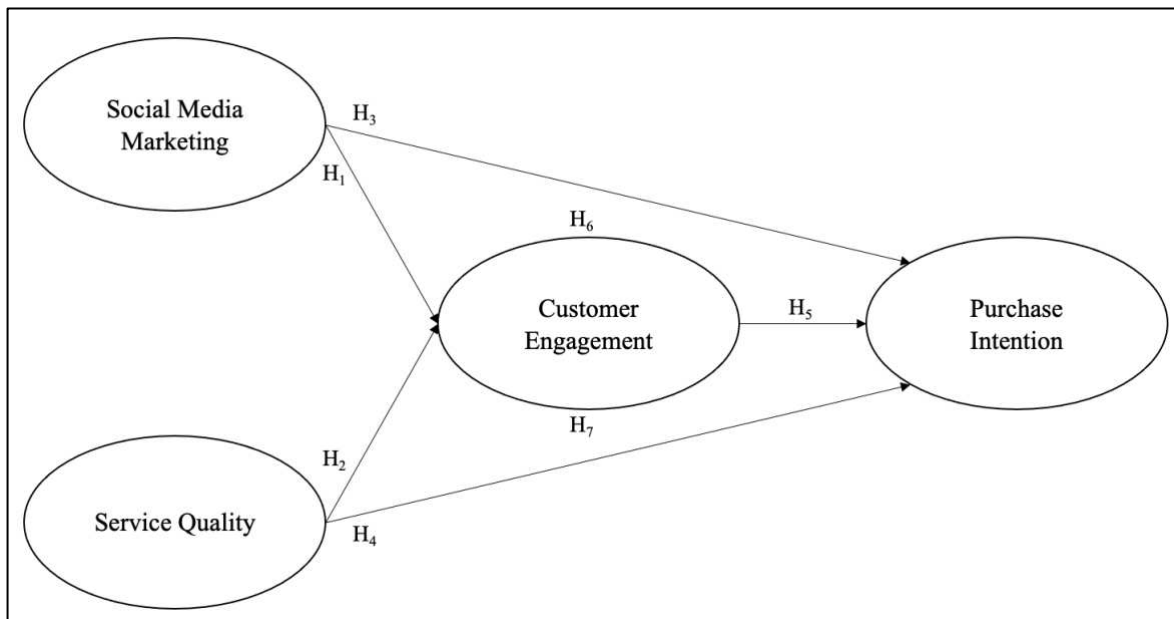 Social Media
Marketing
H₃
H₁
H₆
Customer
Engagement
H₅
Purchase
Intention
H₇
H₂
Service Quality
H₄